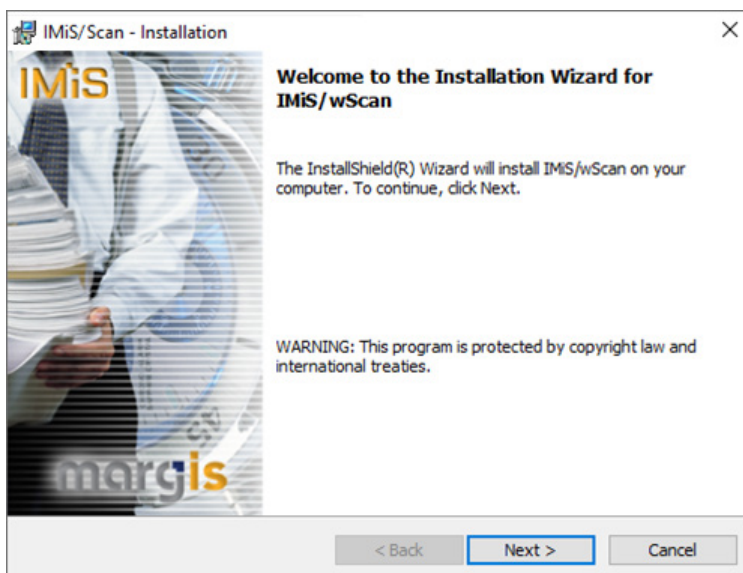 IMiS/Scan - Installation
IMiS
Welcome to the Installation Wizard for
IMiS/wScan
The InstallShield(R) Wizard will install IMiS/wScan on your
computer. To continue, click Next.
WARNING: This program is protected by copyright law and
international treaties.
margis
< Back
Next >
Cancel